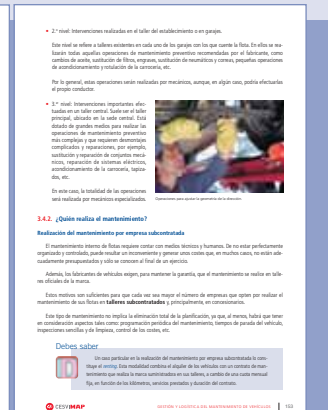 • 2.º nivel: Intervenciones realizadas en el taller del establecimiento o en garajes.
Este nivel se refiere a talleres existentes en cada uno de los garajes con los que cuente la flota. En ellos se rea-
lizarán todas aquellas operaciones de mantenimiento preventivo recomendadas por el fabricante, como
cambios de aceite, sustitución de filtros, engrases, sustitución de neumáticos y correas, pequeñas operaciones
de acondicionamiento y rotulación de la carrocería, etc.
Por lo general, estas operaciones serán realizadas por mecánicos, aunque, en algún caso, podría efectuarlas
el propio conductor.
• 3.er nivel: Intervenciones importantes efec-
tuadas en un taller central. Suele ser el taller
principal, ubicado en la sede central. Está
dotado de grandes medios para realizar las
operaciones de mantenimiento preventivo
más complejas y que requieren desmontajes
complicados y reparaciones, por ejemplo,
sustitución y reparación de conjuntos mecá-
nicos, reparación de sistemas eléctricos,
acondicionamiento de la carrocería, tapiza-
dos, etc.
En este caso, la totalidad de las operaciones
será realizada por mecánicos especializados.
Operaciones para ajustar la geometría de la dirección.
3.4.2. ¿Quién realiza el mantenimiento?
Realización del mantenimiento por empresa subcontratada
El mantenimiento interno de flotas requiere contar con medios técnicos y humanos. De no estar perfectamente
organizado y controlado, puede resultar un inconveniente y generar unos costes que, en muchos casos, no están ade-
cuadamente presupuestados y sólo se conocen al final de un ejercicio.
Además, los fabricantes de vehículos exigen, para mantener la garantía, que el mantenimiento se realice en talle-
res oficiales de la marca.
Estos motivos son suficientes para que cada vez sea mayor el número de empresas que opten por realizar el
mantenimiento de sus flotas en talleres subcontratados y, principalmente, en concesionarios.
Este tipo de mantenimiento no implica la eliminación total de la planificación, ya que, al menos, habrá que tener
en consideración aspectos tales como: programación periódica del mantenimiento, tiempos de parada del vehículo,
inspecciones sencillas y de limpieza, control de los costes, etc.
Debes saber
Un caso particular en la realización del mantenimiento por empresa subcontratada lo cons-
tituye el renting. Esta modalidad combina el alquiler de los vehículos con un contrato de man-
tenimiento que realiza la marca suministradora en sus talleres, a cambio de una cuota mensual
fija, en función de los kilómetros, servicios prestados y duración del contrato.
CESVIMAP
GESTIÓN Y LOGÍSTICA DEL MANTENIMIENTO DE VEHÍCULOS
153